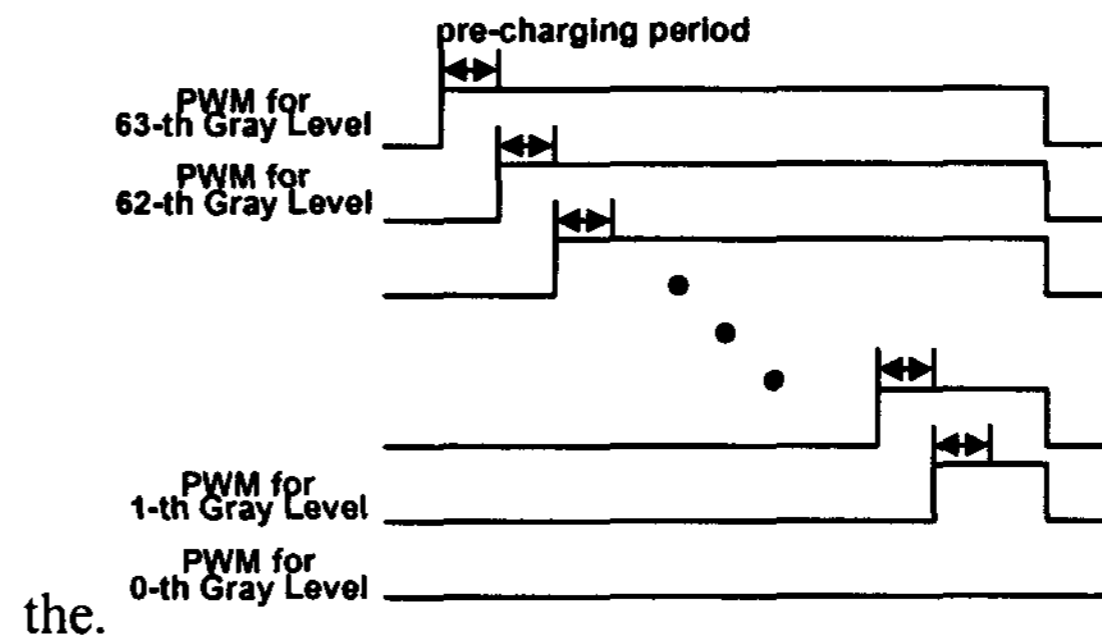 pre-charging period
PWM for
63-th Gray Level
PWM for
62-th Gray Level
PWM for
1-th Gray Level
PWM for
0-th Gray Level
the.